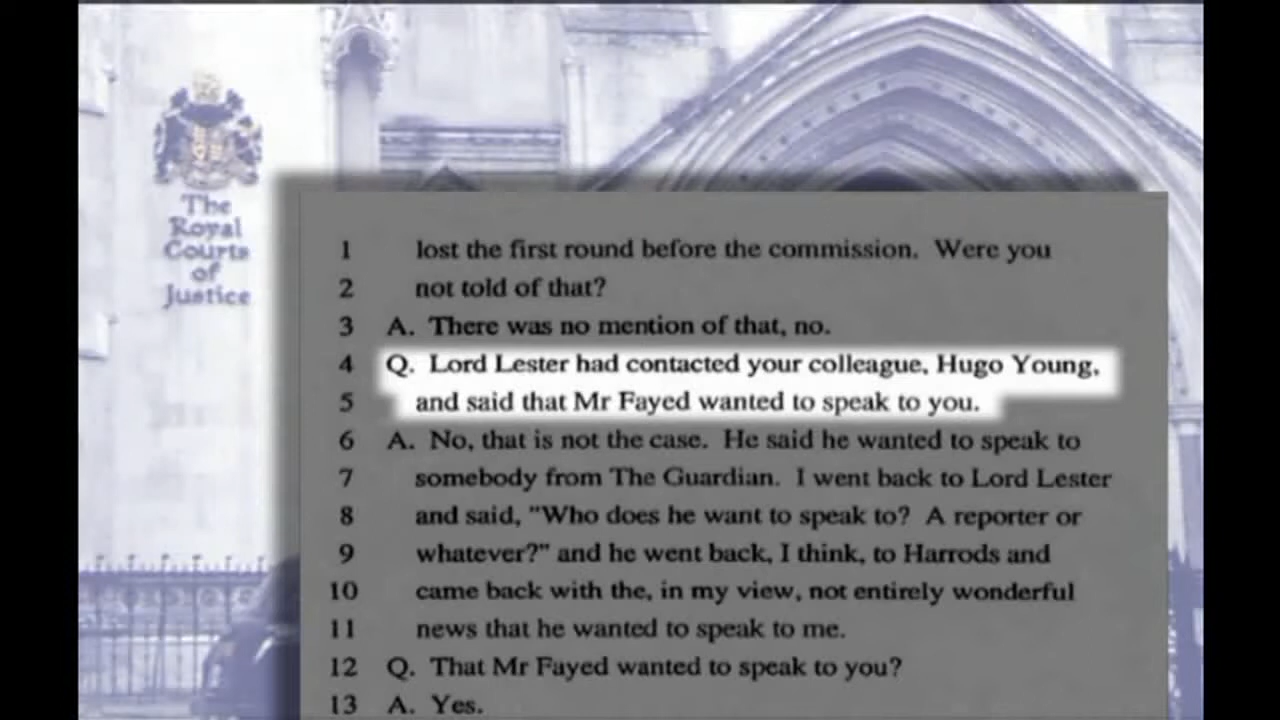 The
Royal
Courts
of
Justice
1 lost the first round before the commission. Were you
2 not told of that?
3 A. There was no mention of that, no.
4 Q. Lord Lester had contacted your colleague, Hugo Young,
5 and said that Mr Fayed wanted to speak to you.
6 A. No, that is not the case. He said he wanted to speak to
7 somebody from The Guardian. I went back to Lord Lester
8 and said, "Who does he want to speak to? A reporter or
9 whatever?" and he went back, I think, to Harrods and
10 came back with the, in my view, not entirely wonderful
11 news that he wanted to speak to me.
12 Q. That Mr Fayed wanted to speak to you?
13 A. Yes.